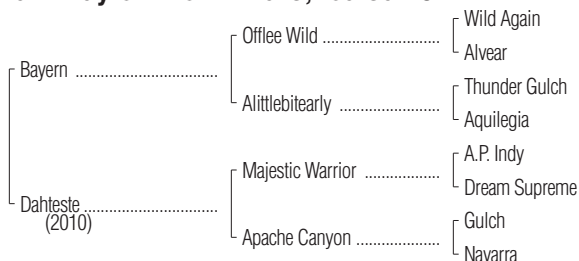 Wild Again
Offlee Wild ........................
Alvear
Bayern ..................................
Thunder Gulch
Alittlebitearly ........................
Aquilegia
A.P. Indy
Majestic Warrior ..................
Dream Supreme
Dahteste.................................
(2010)
Gulch
Apache Canyon ....................
Navarra